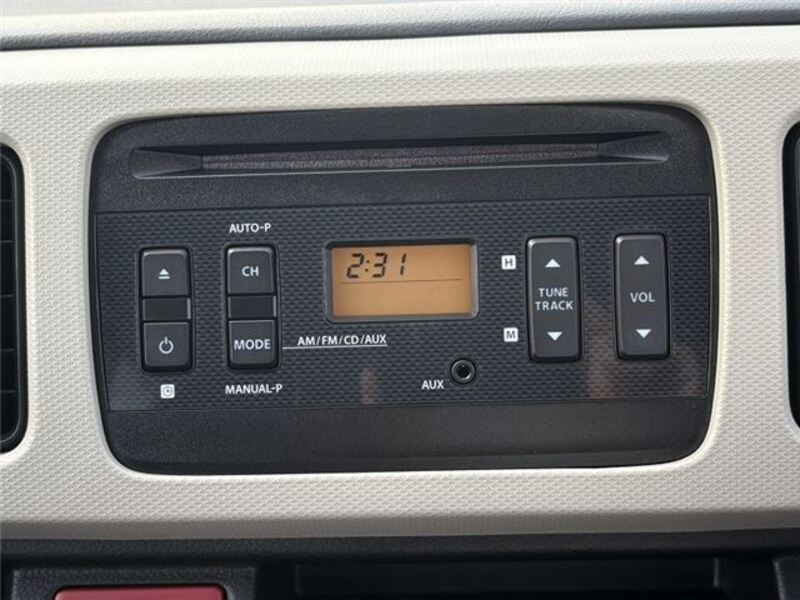 AUTO-P
CH
MODE
AM/FM/CD/AUX
MANUAL-P
2:31
AUX
H
M
TUNE
TRACK
VOL